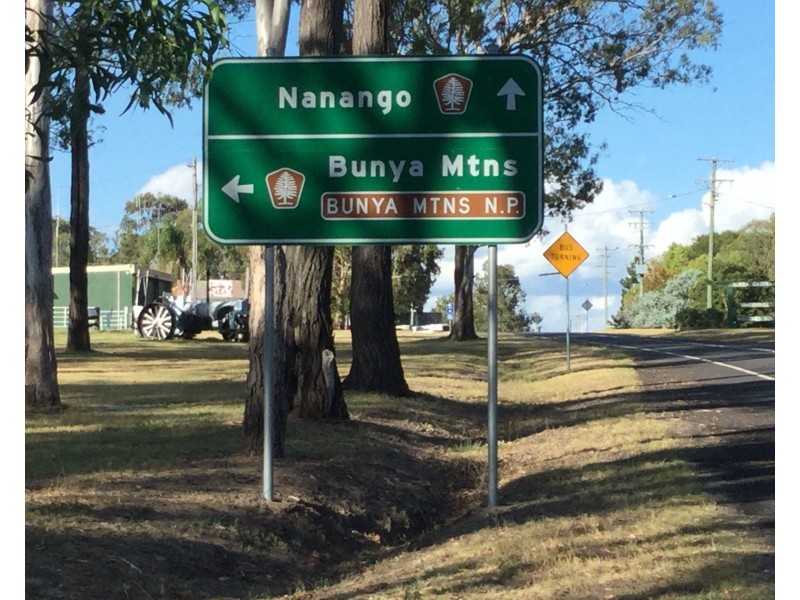 Nanango
Bunya Mtns
BUNYA MTNS N.P.
BUS
TURNING